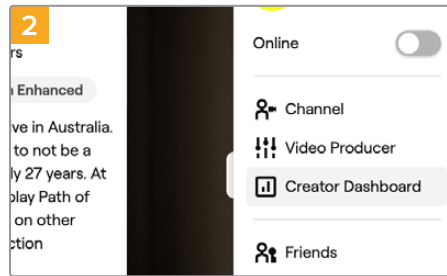 2
rs
Enhanced
ve in Australia.
to not be a
ly 27 years. At
play Path of
on other
ction
Online
Channel
Video Producer
Creator Dashboard
Friends